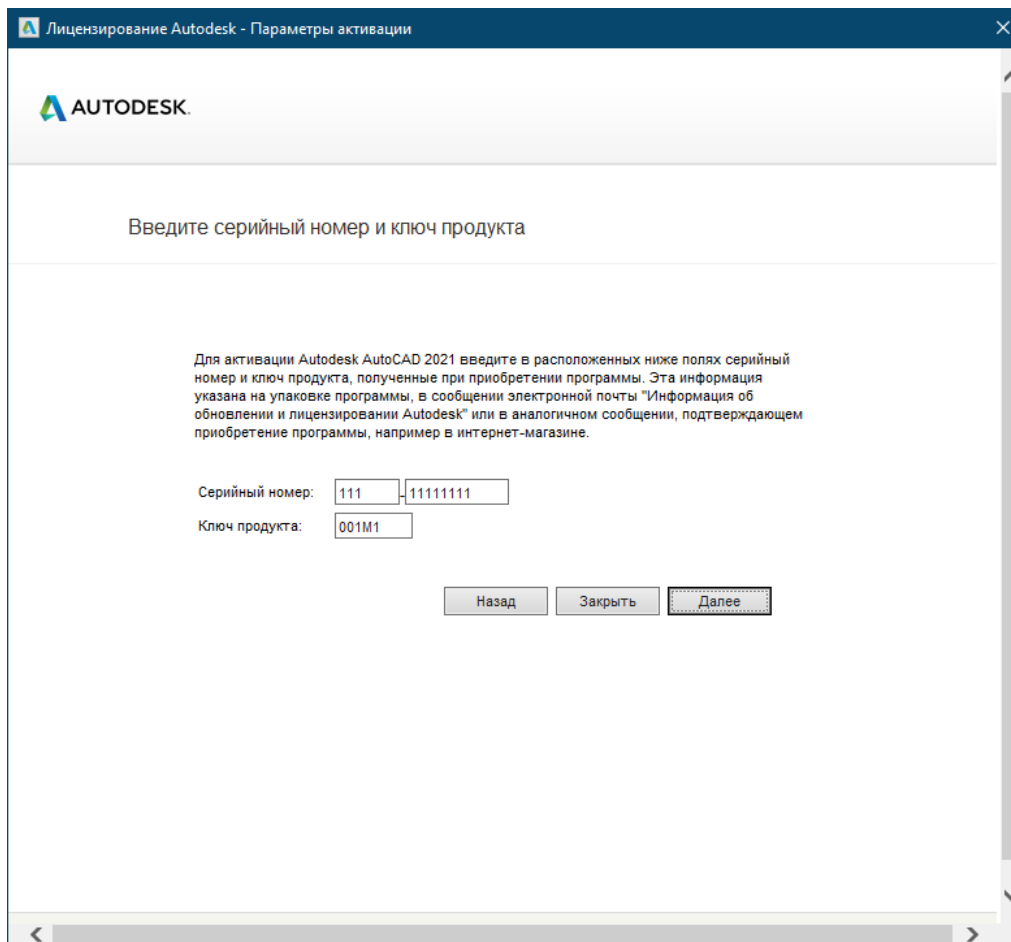 Лицензирование Autodesk - Параметры активации
AUTODESK.
Введите серийный номер и ключ продукта
Для активации Autodesk AutoCAD 2021 введите в расположенных ниже полях серийный
номер и ключ продукта, полученные при приобретении программы. Эта информация
указана на упаковке программы, в сообщении электронной почты "Информация об
обновлении и лицензировании Autodesk" или в аналогичном сообщении, подтверждающем
приобретение программы, например в интернет-магазине.
Серийный номер: 111 - 11111111
Ключ продукта: 001M1
Назад Закрыть Далее